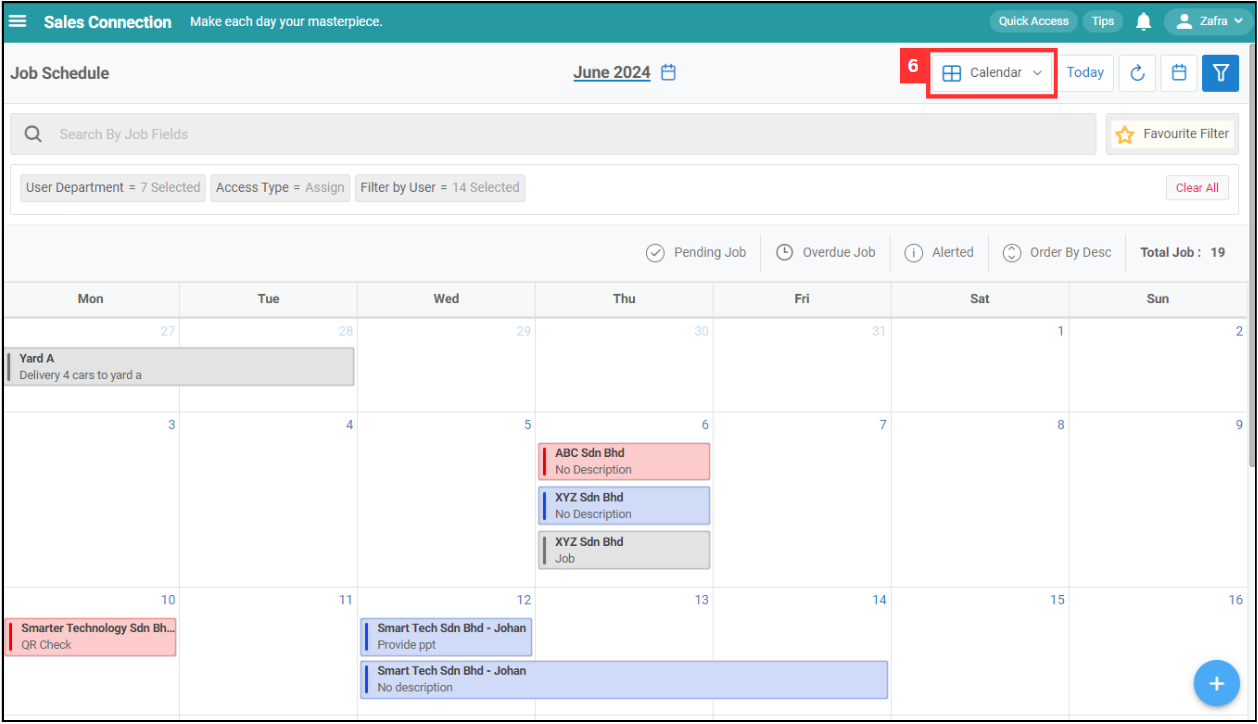 Sales Connection Make each day your masterpiece. Quick Access Tips Zafra
Job Schedule June 2024 6 Calendar Today
Search By Job Fields Favourite Filter
User Department = 7 Selected Access Type = Assign Filter by User = 14 Selected Clear All
Pending Job Overdue Job Alerted Order By Desc Total Job : 19
Mon Tue Wed Thu Fri Sat Sun
27 28 29 30 31 1 2
Yard A
Delivery 4 cars to yard a
3 4 5 6 7 8 9
ABC Sdn Bhd
No Description
XYZ Sdn Bhd
No Description
XYZ Sdn Bhd
Job
10 11 12 13 14 15 16
Smarter Technology Sdn Bh... Smart Tech Sdn Bhd - Johan
QR Check Provide ppt
Smart Tech Sdn Bhd - Johan
No description